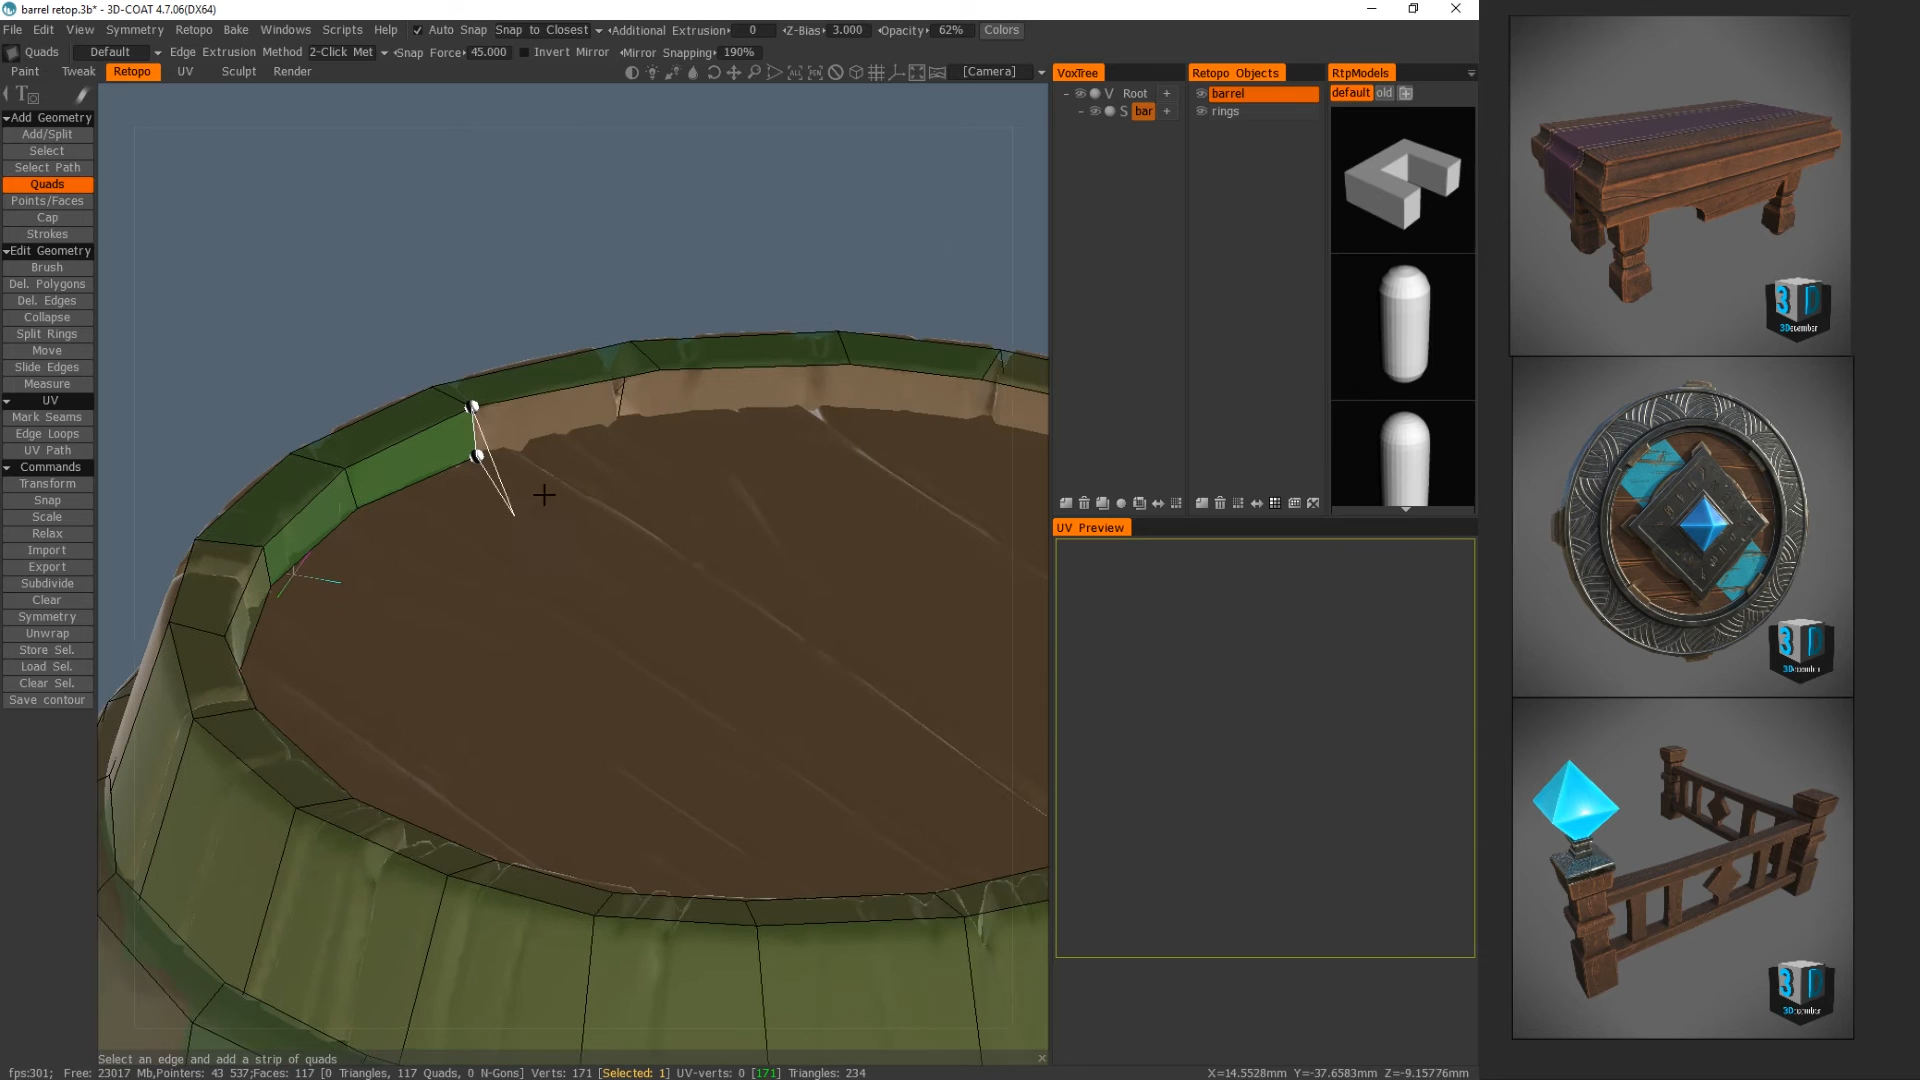 barrel retop.3b* - 3D-COAT 4.7.06(DX64)
File Edit View Symmetry Retopo Bake Windows Scripts Help Auto Snap Snap to Closest Additional Extrusion 0 Z-Bias 3.000 Opacity 62% Colors
Quads Default Edge Extrusion Method 2-Click Met Snap Force 45.000 Invert Mirror Mirror Snapping 190%
Paint Tweak Retopo UV Sculpt Render [Camera]
Add Geometry
Add/Split
Select
Select Path
Quads
Points/Faces
Cap
Strokes
Edit Geometry
Brush
Del. Polygons
Del. Edges
Collapse
Split Rings
Move
Slide Edges
Measure
UV
Mark Seams
Edge Loops
UV Path
Commands
Transform
Snap
Scale
Relax
Import
Export
Subdivide
Clear
Symmetry
Unwrap
Store Sel.
Load Sel.
Clear Sel.
Save contour
VoxTree
V Root +
S bar +
Retopo Objects
barrel
rings
RtpModels
default old
UV Preview
3D
3Dcember
3D
3Dcember
3D
3Dcember
Select an edge and add a strip of quads
fps:301; Free: 23017 Mb,Pointers: 43 537;Faces: 117 [0 Triangles, 117 Quads, 0 N-Gons] Verts: 171 [Selected: 1] UV-verts: 0 [171] Triangles: 234 X=14.5528mm Y=-37.6583mm Z=-9.15776mm